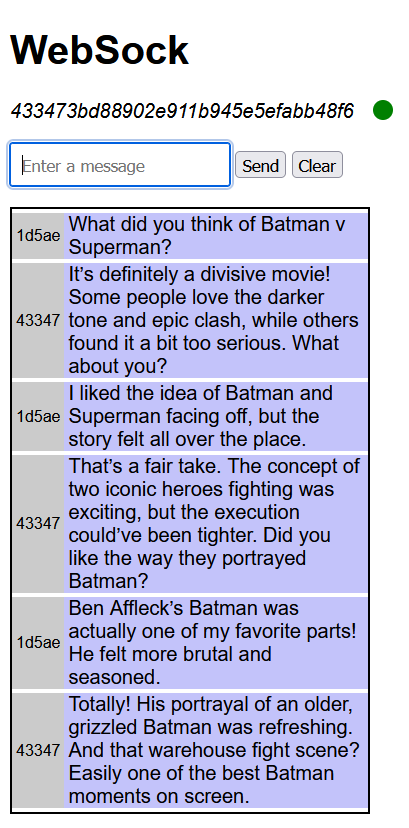 WebSock
433473bd88902e911b945e5efabb48f6
Enter a message
Send
Clear
1d5ae
What did you think of Batman v
Superman?
43347
It’s definitely a divisive movie!
Some people love the darker
tone and epic clash, while others
found it a bit too serious. What
about you?
1d5ae
I liked the idea of Batman and
Superman facing off, but the
story felt all over the place.
43347
That’s a fair take. The concept of
two iconic heroes fighting was
exciting, but the execution
could’ve been tighter. Did you
like the way they portrayed
Batman?
1d5ae
Ben Affleck’s Batman was
actually one of my favorite parts!
He felt more brutal and
seasoned.
43347
Totally! His portrayal of an older,
grizzled Batman was refreshing.
And that warehouse fight scene?
Easily one of the best Batman
moments on screen.